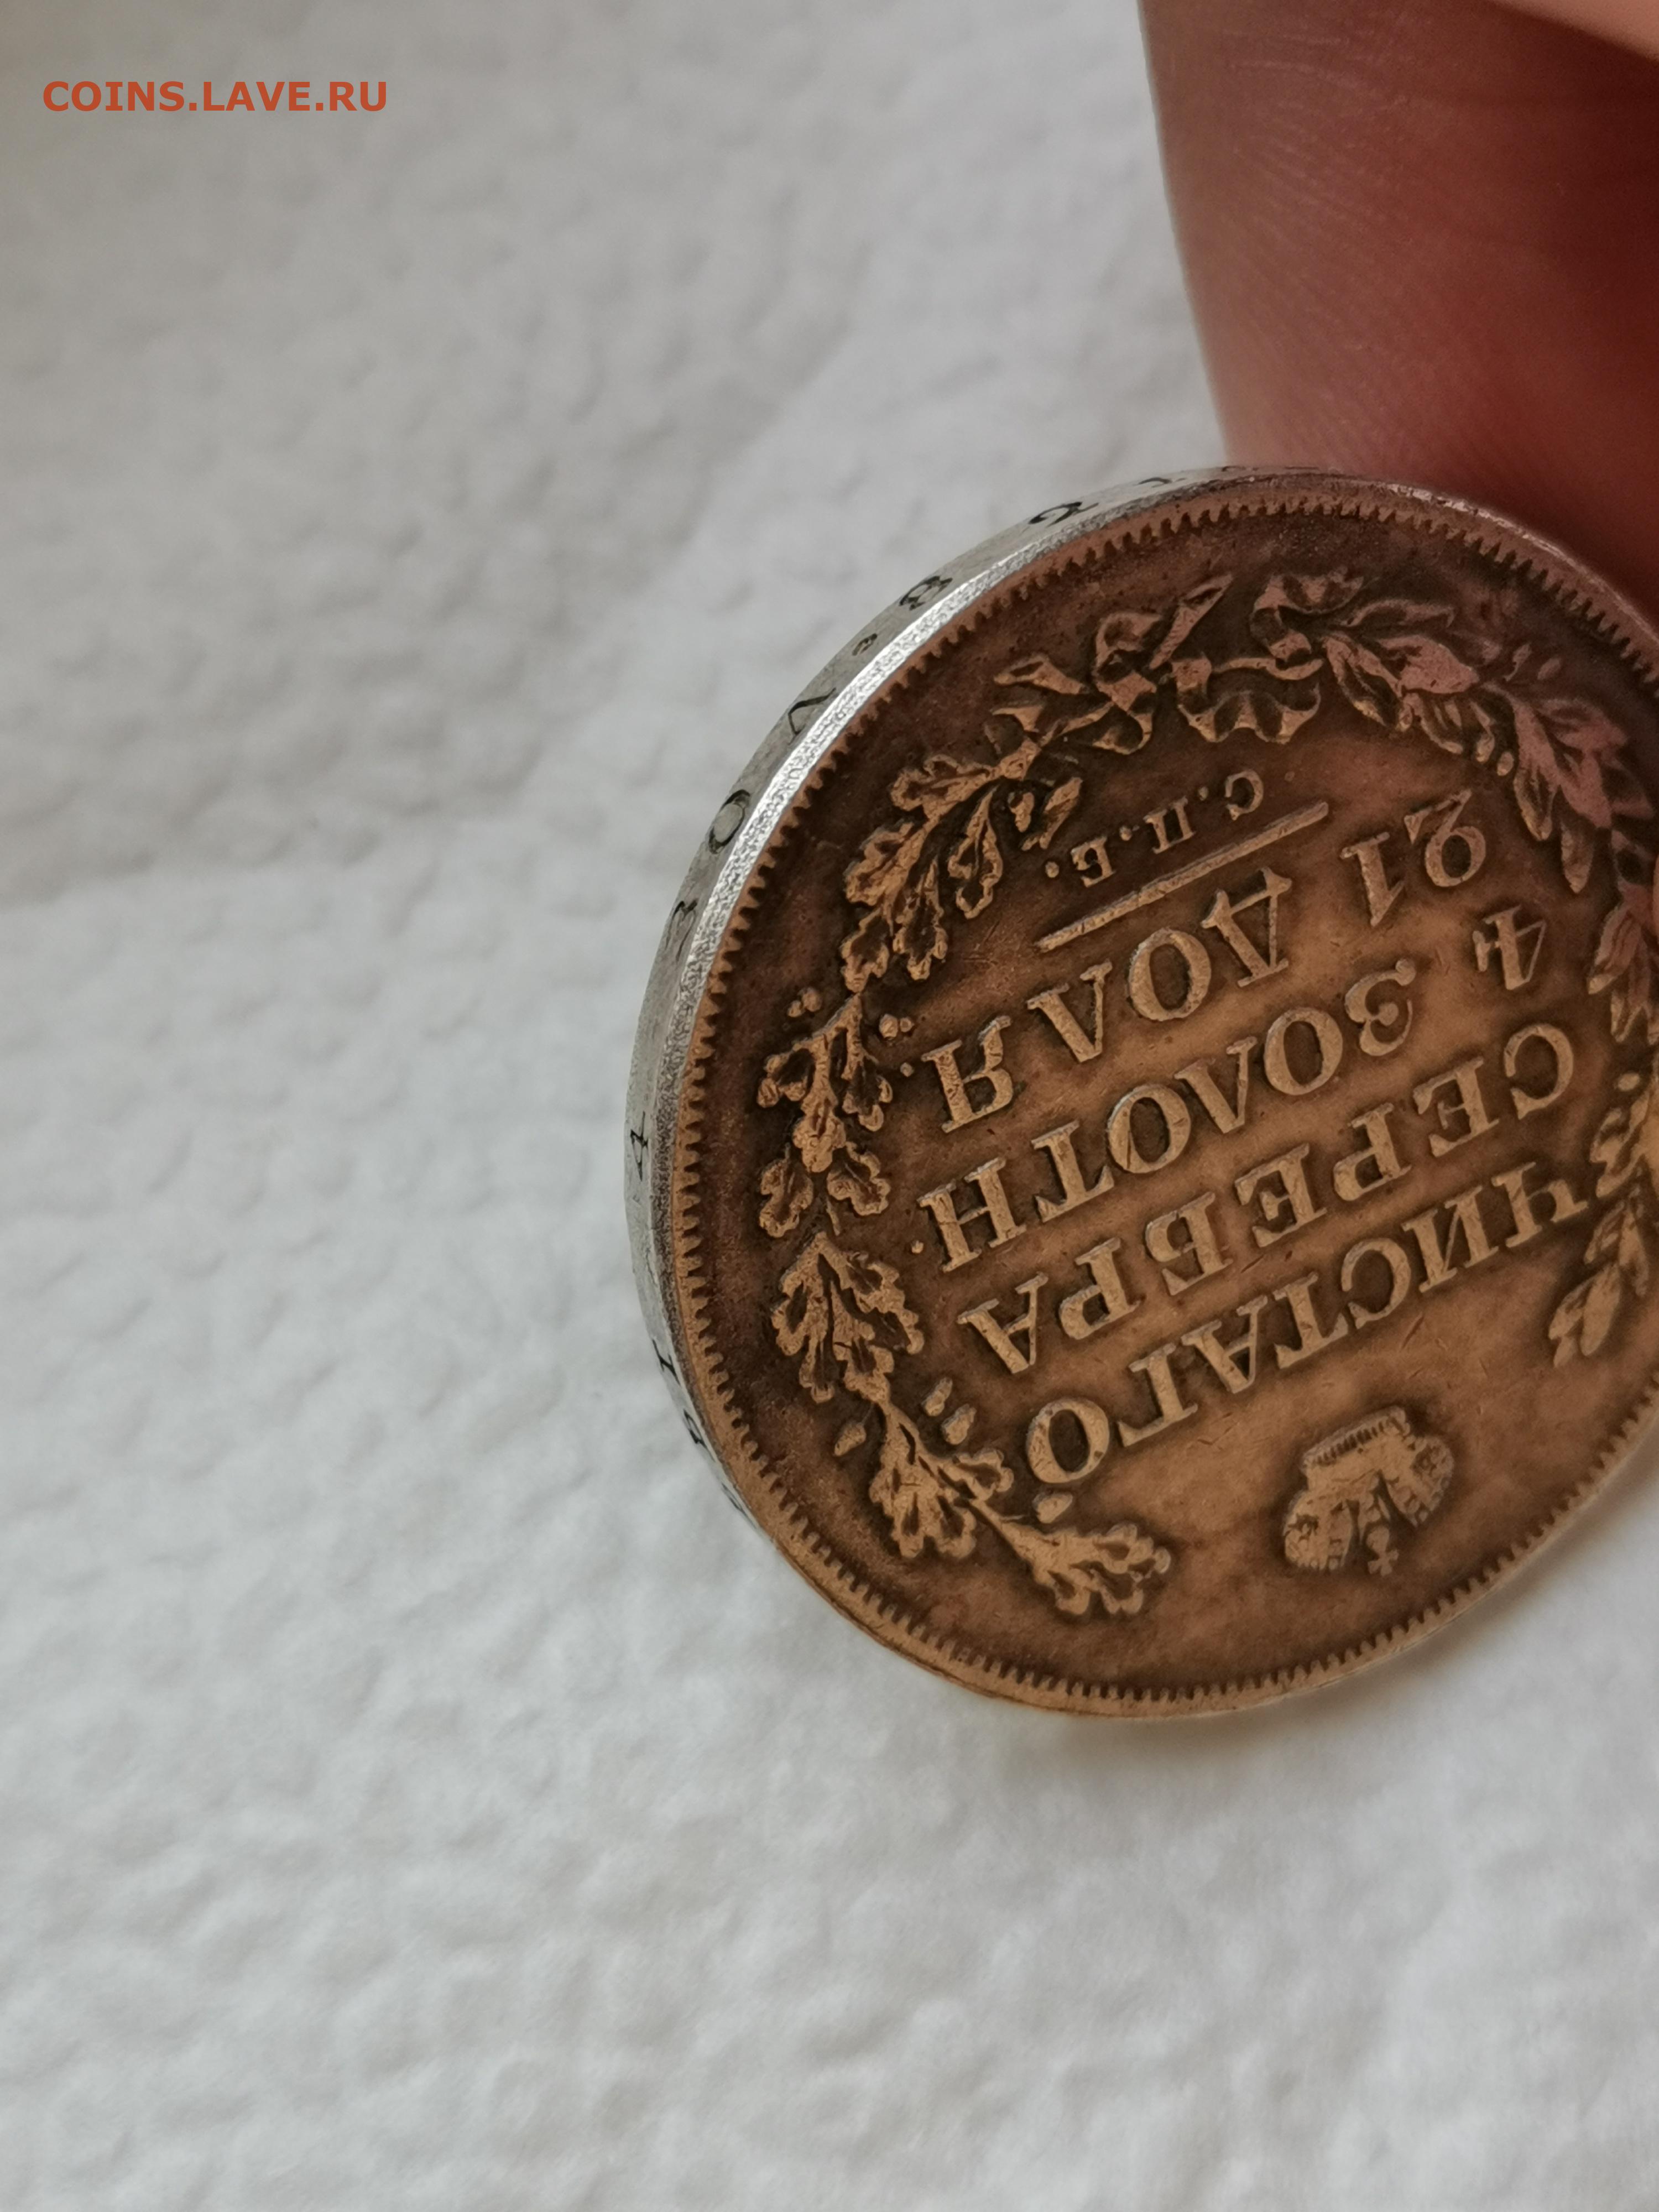 COINS.LAVE.RU
ЧИСТАГО
СЕРЕБРА
4 ЗОЛОТН.
21 ДОЛЯ.
С.П.Б.